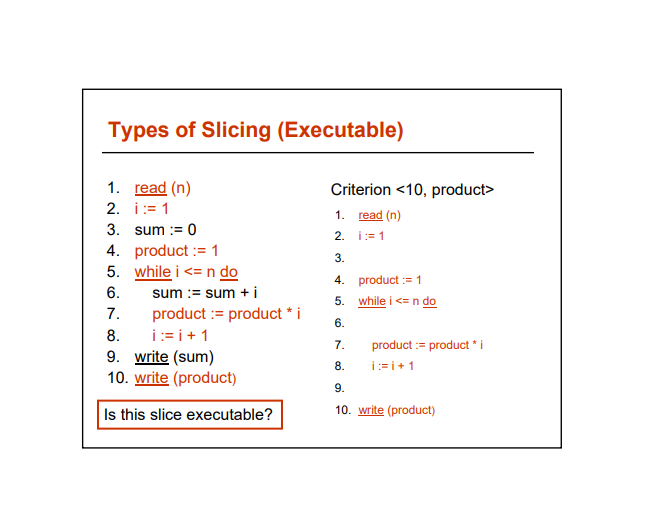 Types of Slicing (Executable)
1. read (n)
2. i := 1
3. sum := 0
4. product := 1
5. while i <= n do
6. sum := sum + i
7. product := product * i
8. i := i + 1
9. write (sum)
10. write (product)
Is this slice executable?
Criterion <10, product>
1. read (n)
2. i := 1
3.
4. product := 1
5. while i <= n do
6.
7. product := product * i
8. i := i + 1
9.
10. write (product)